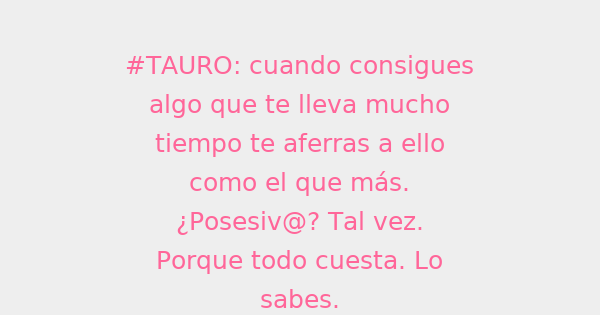 #TAURO: cuando consigues
algo que te lleva mucho
tiempo te aferras a ello
como el que más.
¿Posesiv@? Tal vez.
Porque todo cuesta. Lo
sabes.